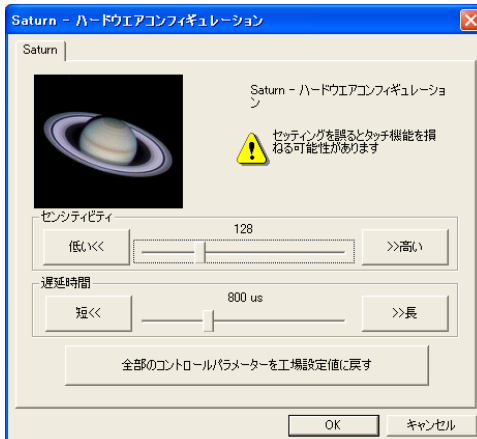 Saturn - ハードウエアコンフィギュレーション
Saturn
Saturn - ハードウエアコンフィギュレーショ
ン
セッティングを誤るとタッチ機能を損
ねる可能性があります
センシティビティ
128
低い<<
>>高い
遅延時間
800 us
短<<
>>長
全部のコントロールパラメーターを工場設定値に戻す
OK
キャンセル